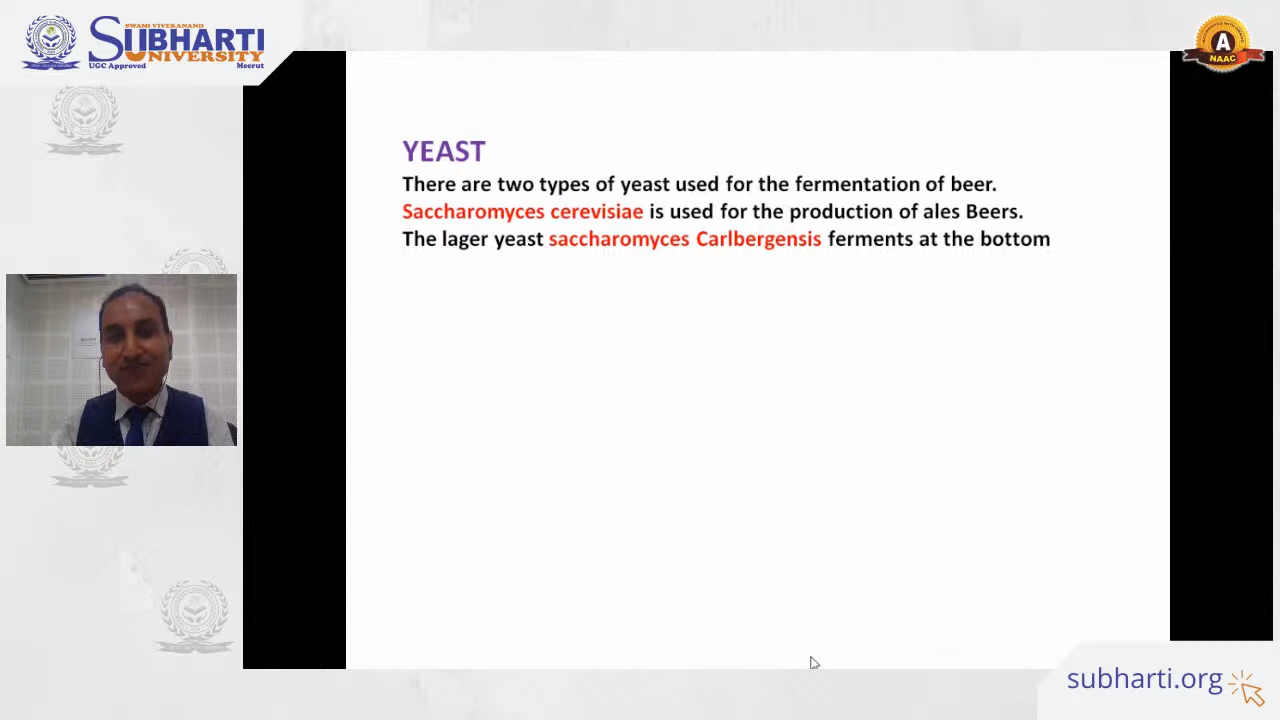 SWAMI VIVEKANAND
SUBHARTI
UNIVERSITY
UGC Approved Meerut
A
NAAC
YEAST
There are two types of yeast used for the fermentation of beer.
Saccharomyces cerevisiae is used for the production of ales Beers.
The lager yeast saccharomyces Carlbergensis ferments at the bottom
subharti.org